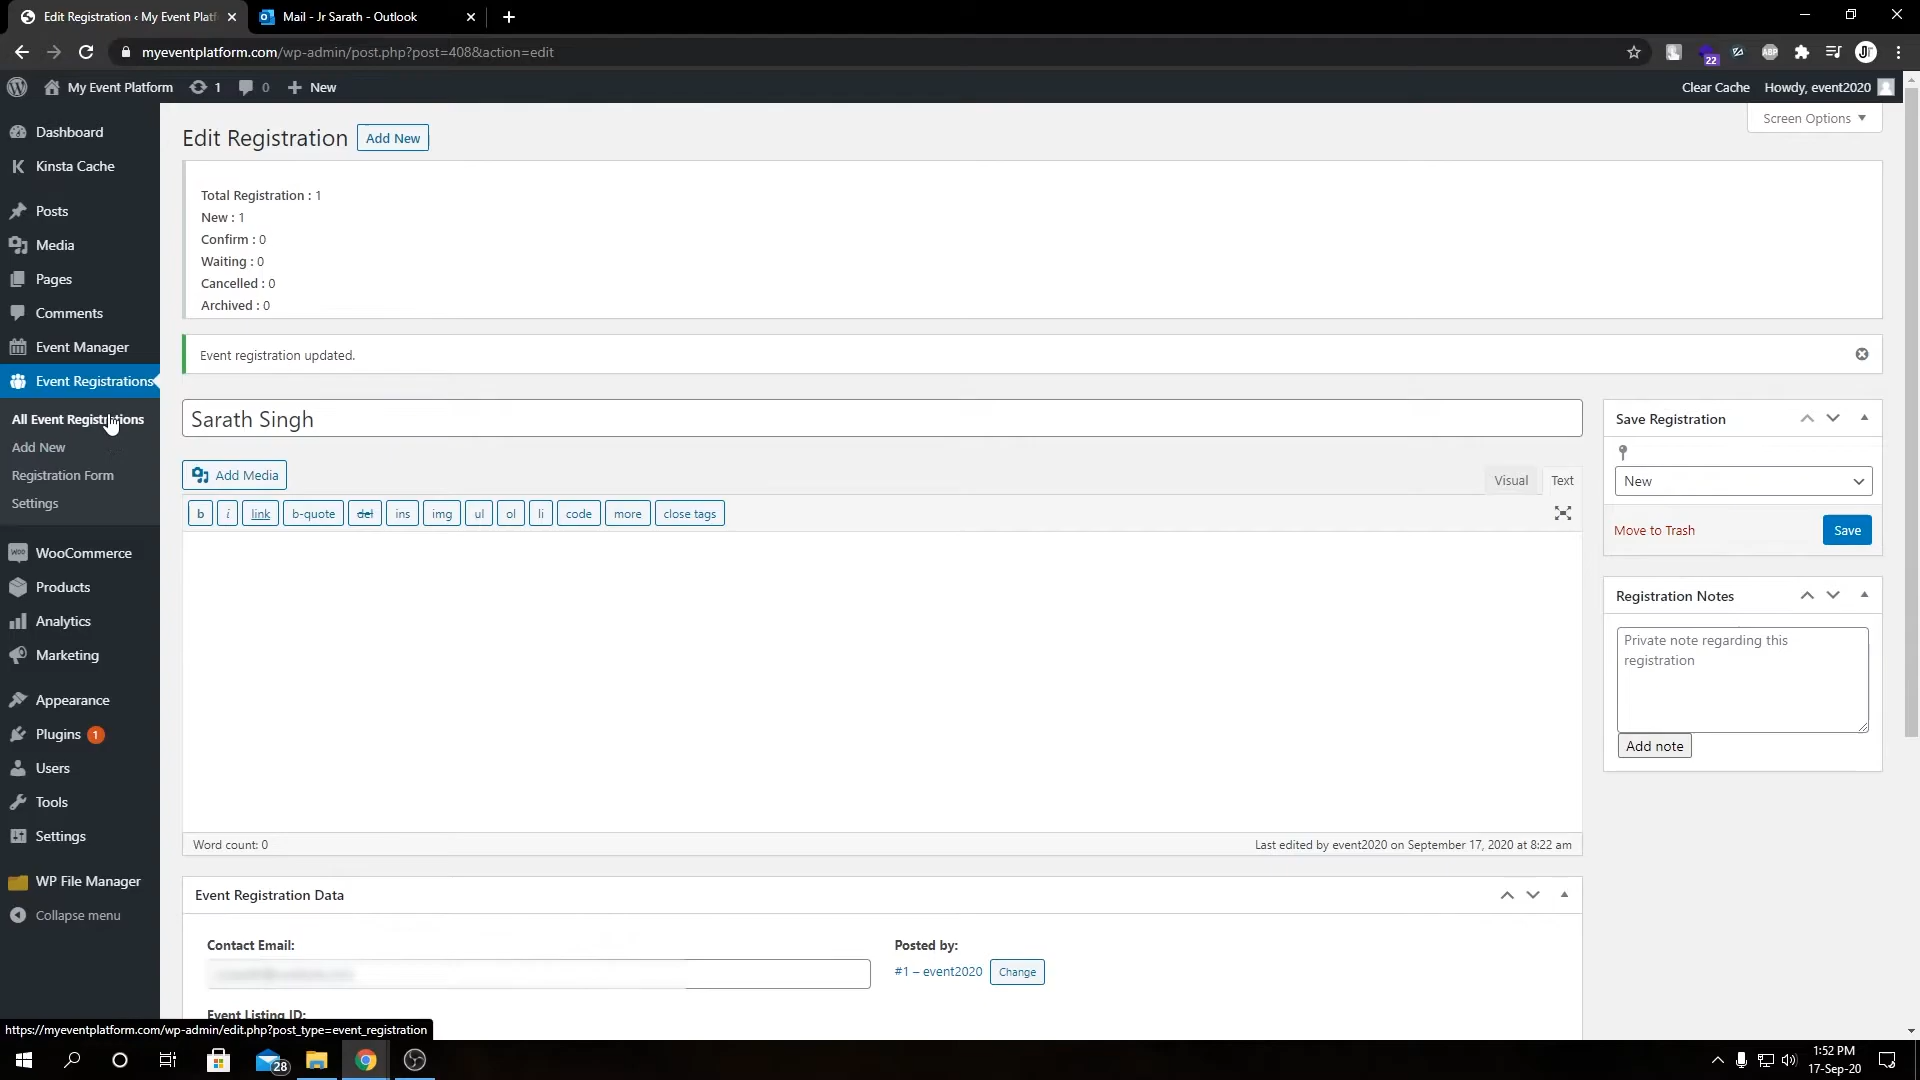 Edit Registration ‹ My Event Platf
Mail - Jr Sarath - Outlook
myeventplatform.com/wp-admin/post.php?post=408&action=edit
22
ABP
My Event Platform
1
0
New
Clear Cache
Howdy, event2020
Screen Options
Dashboard
Kinsta Cache
Posts
Media
Pages
Comments
Event Manager
Event Registrations
All Event Registrations
Add New
Registration Form
Settings
WooCommerce
Products
Analytics
Marketing
Appearance
Plugins 1
Users
Tools
Settings
WP File Manager
Collapse menu
Edit Registration
Add New
Total Registration : 1
New : 1
Confirm : 0
Waiting : 0
Cancelled : 0
Archived : 0
Event registration updated.
Sarath Singh
Add Media
Visual
Text
b
i
link
b-quote
del
ins
img
ul
ol
li
code
more
close tags
Word count: 0
Last edited by event2020 on September 17, 2020 at 8:22 am
Save Registration
New
Move to Trash
Save
Registration Notes
Private note regarding this
registration
Add note
Event Registration Data
Contact Email:
Posted by:
#1 – event2020
Change
Event Listing ID:
https://myeventplatform.com/wp-admin/edit.php?post_type=event_registration
28
1:52 PM
17-Sep-20